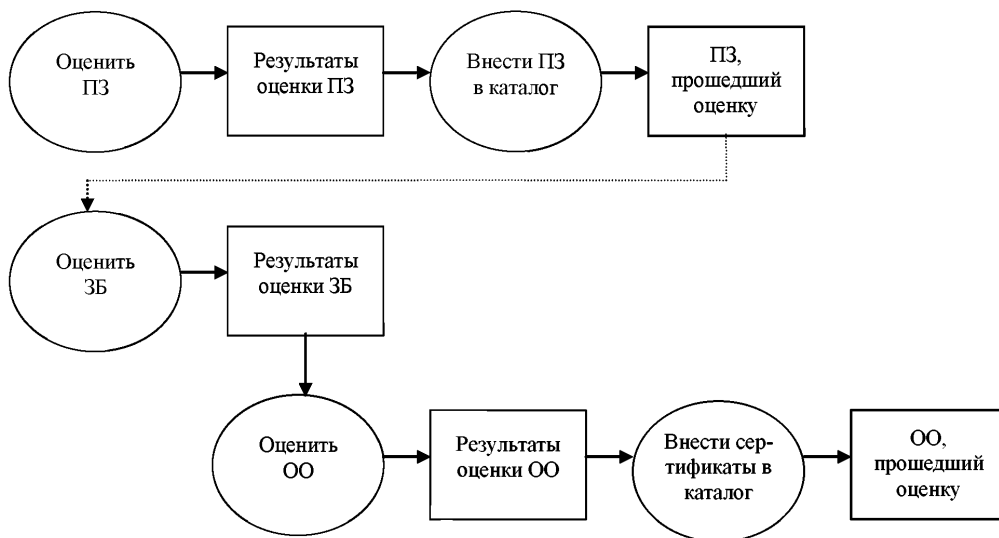 Оценить
ПЗ
Результаты
оценки ПЗ
Внести ПЗ
в каталог
ПЗ,
прошедший
оценку
Оценить
ЗБ
Результаты
оценки ЗБ
Оценить
ОО
Результаты
оценки ОО
Внести сер-
тификаты в
каталог
ОО,
прошедший
оценку